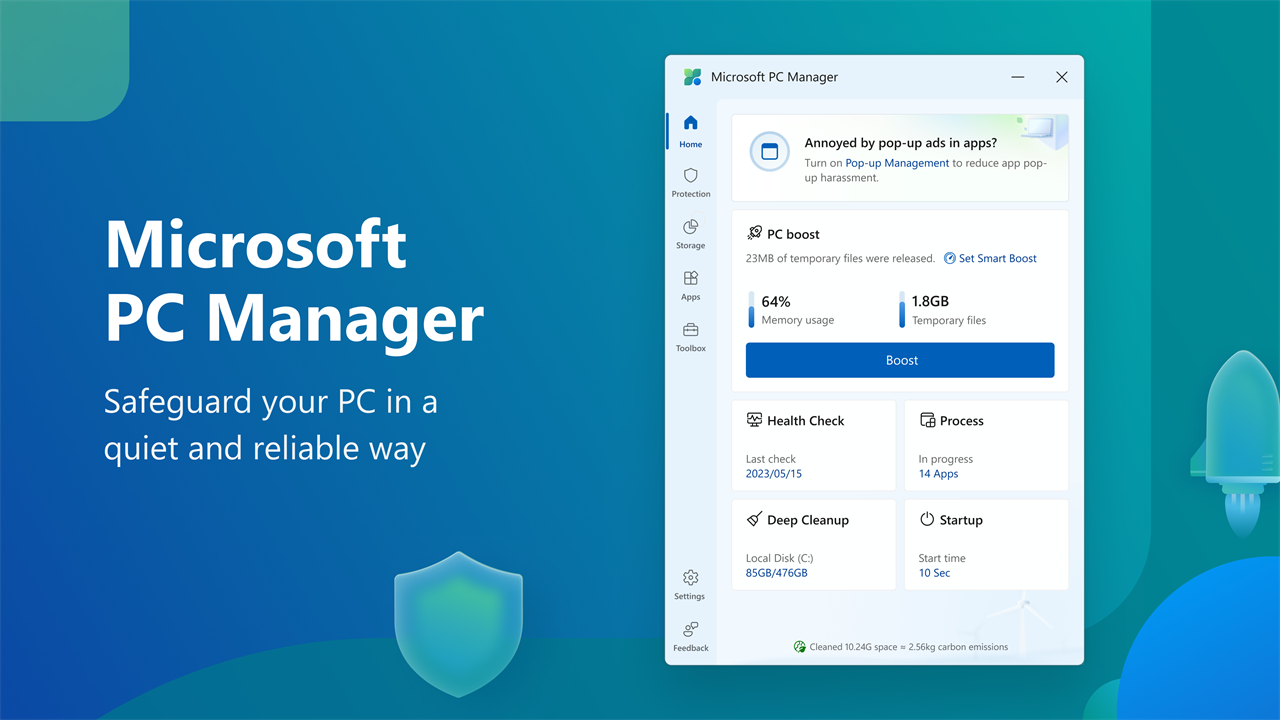 Microsoft
PC Manager
Safeguard your PC in a
quiet and reliable way
Microsoft PC Manager
Home
Protection
Storage
Apps
Toolbox
Settings
Feedback
Annoyed by pop-up ads in apps?
Turn on Pop-up Management to reduce app pop-
up harassment.
PC boost
23MB of temporary files were released. Set Smart Boost
64%
Memory usage
1.8GB
Temporary files
Boost
Health Check
Last check
2023/05/15
Process
In progress
14 Apps
Deep Cleanup
Local Disk (C:)
85GB/476GB
Startup
Start time
10 Sec
Cleaned 10.24G space ≈ 2.56kg carbon emissions